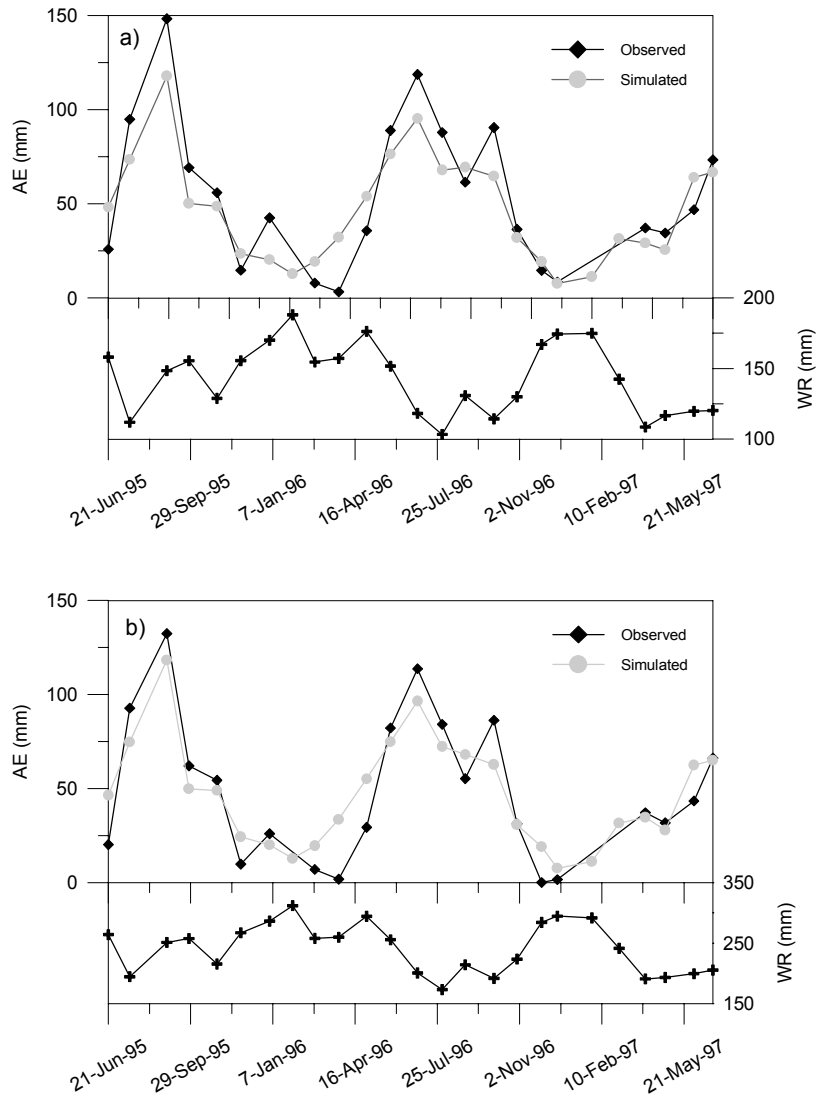 a)
Observed
Simulated
AE (mm)
150
100
50
0
WR (mm)
200
150
100
21-Jun-95
29-Sep-95
7-Jan-96
16-Apr-96
25-Jul-96
2-Nov-96
10-Feb-97
21-May-97
b)
Observed
Simulated
AE (mm)
150
100
50
0
WR (mm)
350
250
150
21-Jun-95
29-Sep-95
7-Jan-96
16-Apr-96
25-Jul-96
2-Nov-96
10-Feb-97
21-May-97